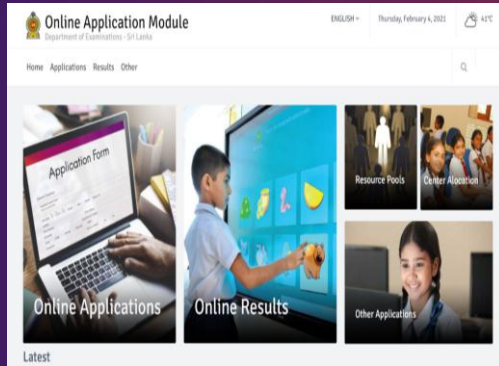 Online Application Module
Department of Examinations - Sri Lanka
ENGLISH
Thursday, February 4, 2021
41°C
Home Applications Results Other
Application Form
Online Applications
Online Results
Resource Pools
Center Alocation
Other Applications
Latest